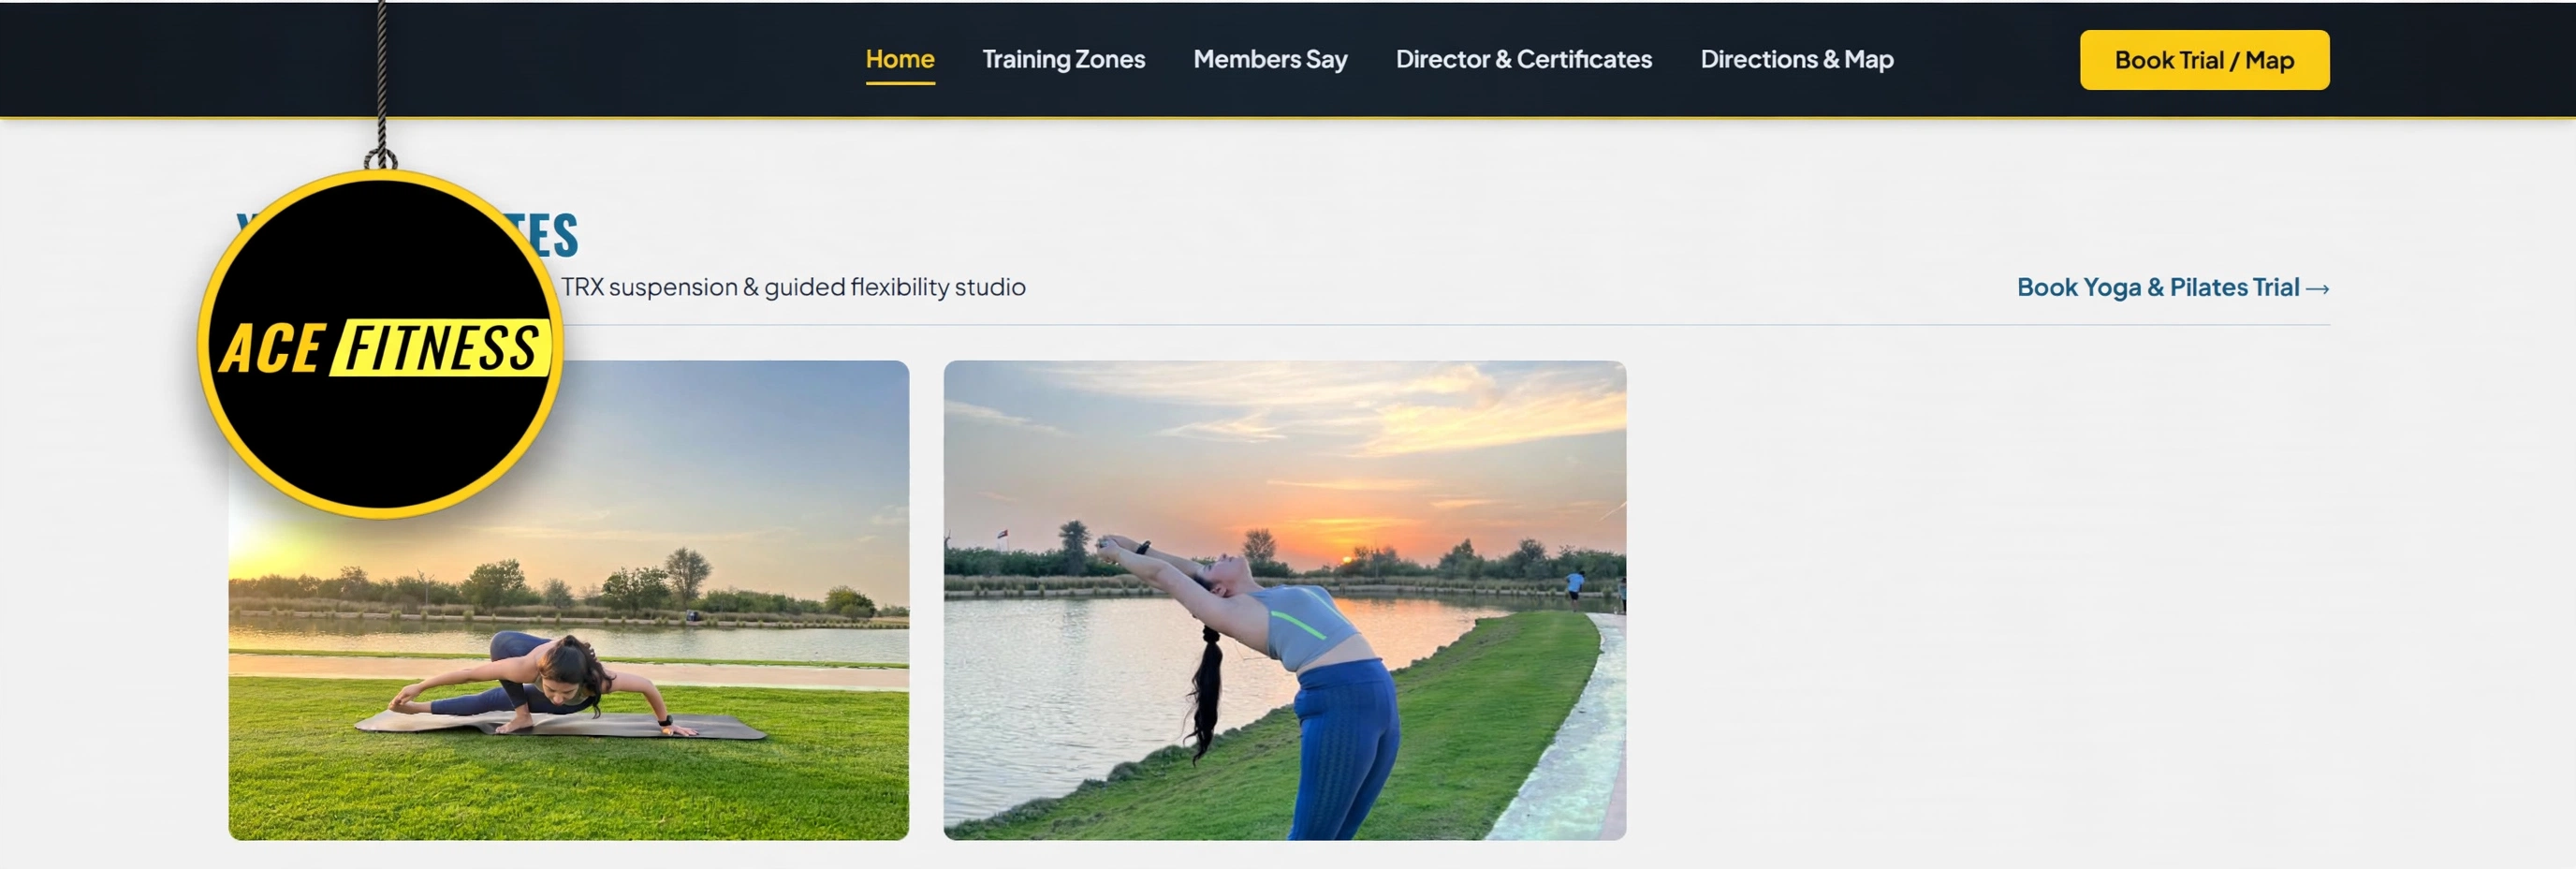 Home Training Zones Members Say Director & Certificates Directions & Map Book Trial / Map
TES
TRX suspension & guided flexibility studio Book Yoga & Pilates Trial →
ACE FITNESS